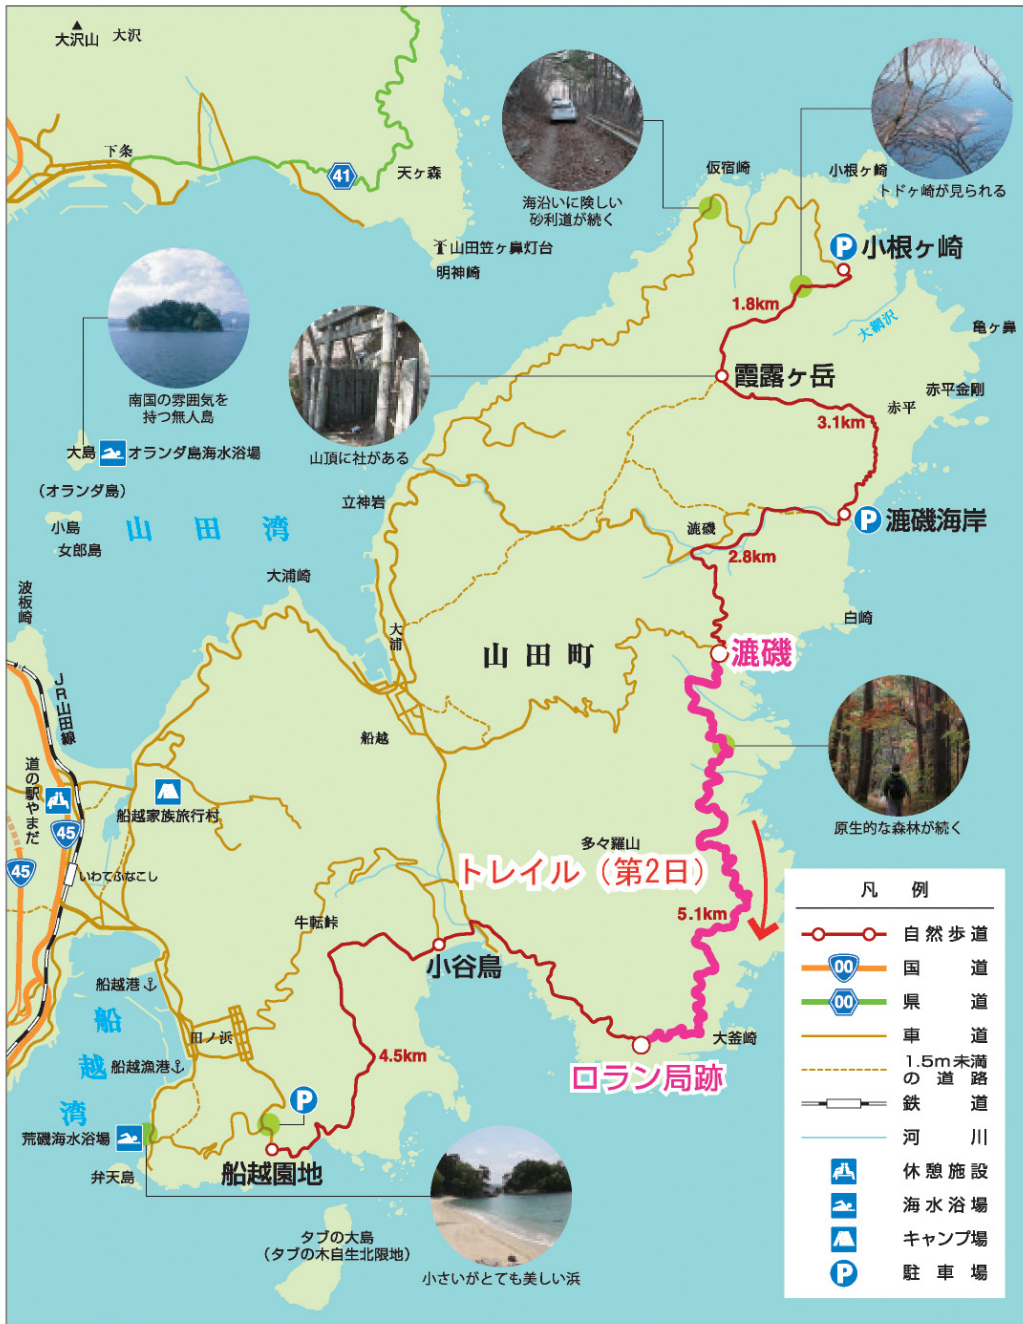 大沢山
大沢
下条
41
天ヶ森
山田笠ヶ鼻灯台
明神崎
海沿いに険しい
砂利道が続く
仮宿崎
小根ヶ崎
トドヶ崎が見られる
P
小根ヶ崎
1.8km
大網沢
亀ヶ鼻
南国の雰囲気を
持つ無人島
霞露ヶ岳
赤平金剛
赤平
3.1km
山頂に社がある
大島
オランダ島海水浴場
(オランダ島)
立神岩
小島
女郎島
山田湾
漉磯
P
漉磯海岸
2.8km
大浦崎
波板崎
白崎
大浦
山田町
漉磯
JR山田線
船越
道の駅やまだ
船越家族旅行村
45
45
原生的な森林が続く
多々羅山
トレイル（第2日）
いわてふなこし
5.1km
牛転峠
小谷鳥
船越港
船越湾
田ノ浜
大釜崎
4.5km
船越漁港
ロラン局跡
P
荒磯海水浴場
船越園地
弁天島
タブの大島
(タブの木自生北限地)
小さいがとても美しい浜
凡例
自然歩道
00
国道
00
県道
車道
1.5m未満
の道路
鉄道
河川
休憩施設
海水浴場
キャンプ場
P
駐車場